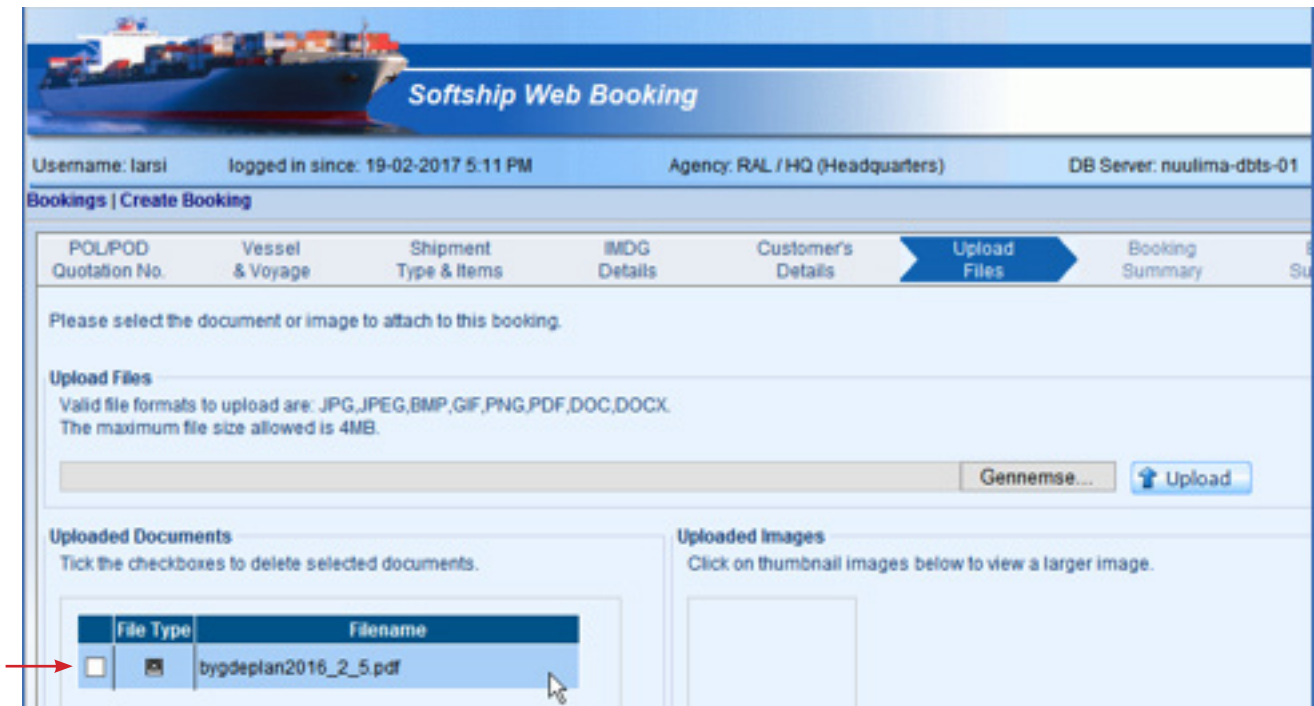 Softship Web Booking
Username: larsi logged in since: 19-02-2017 5:11 PM Agency: RAL / HQ (Headquarters) DB Server: nuulima-dbts-01
Bookings | Create Booking
POL/POD Quotation No.
Vessel & Voyage
Shipment Type & Items
IMDG Details
Customer's Details
Upload Files
Booking Summary
Please select the document or image to attach to this booking.
Upload Files
Valid file formats to upload are: JPG,JPEG,BMP,GIF,PNG,PDF,DOC,DOCX.
The maximum file size allowed is 4MB.
Gennemse... Upload
Uploaded Documents
Tick the checkboxes to delete selected documents.
File Type Filename
bygdeplan2016_2_5.pdf
Uploaded Images
Click on thumbnail images below to view a larger image.